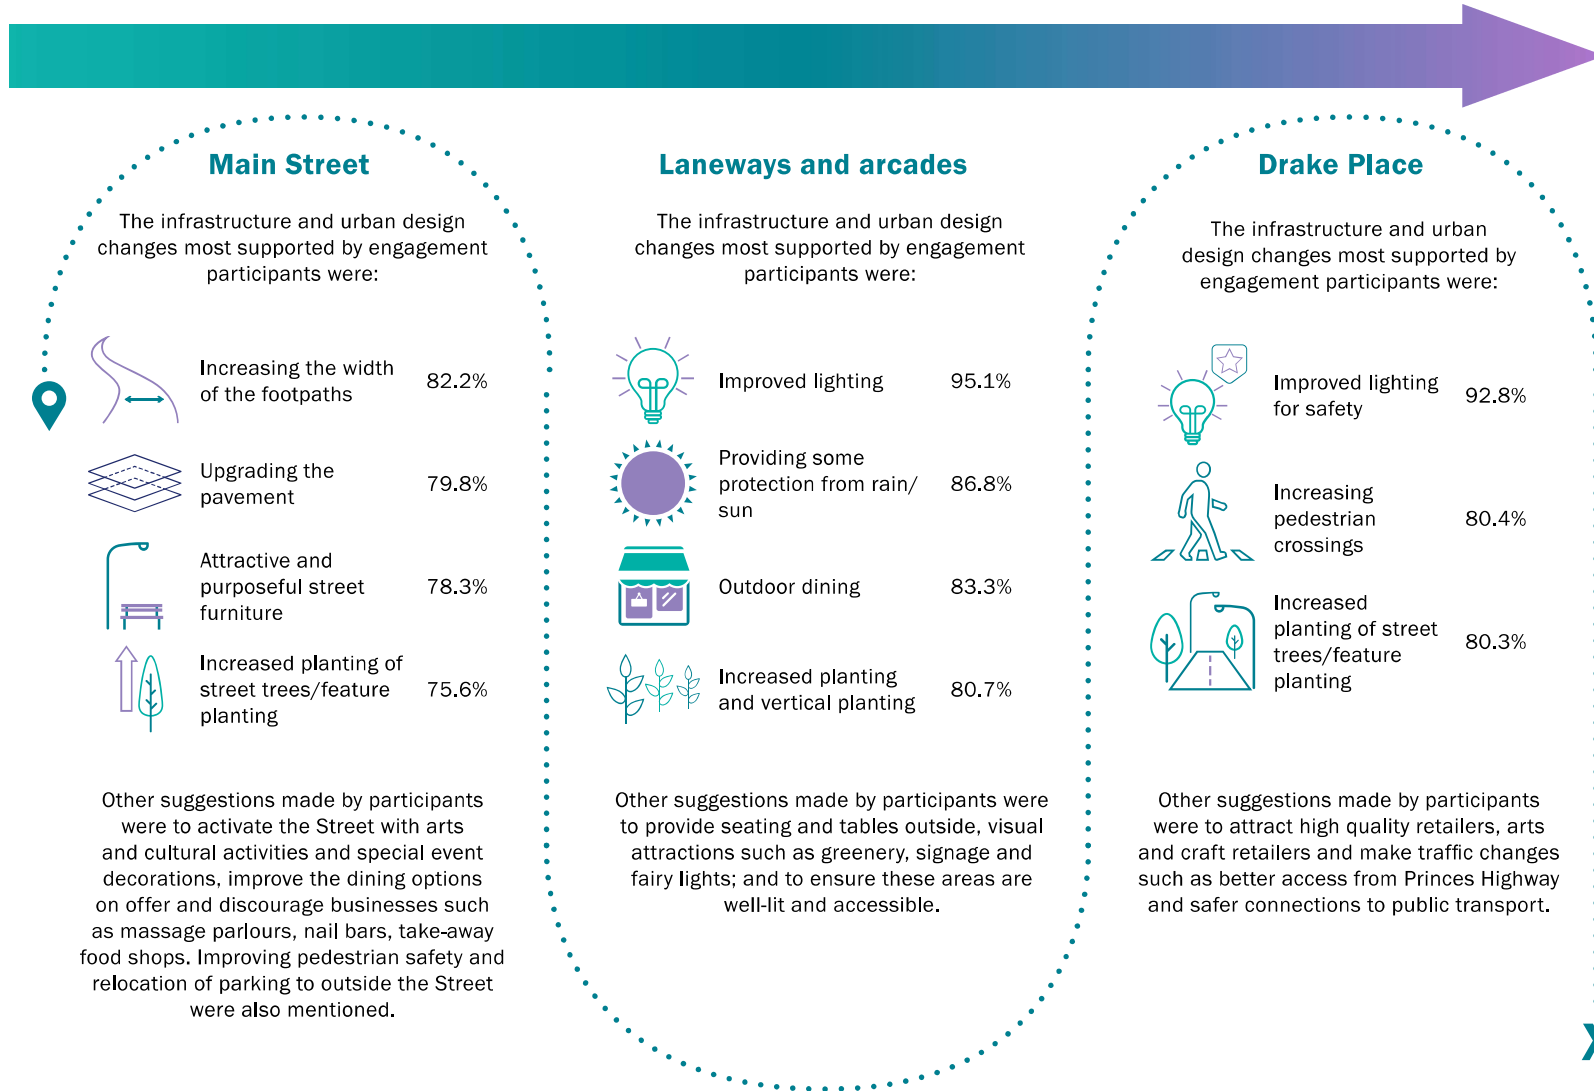 Main Street
The infrastructure and urban design
changes most supported by engagement
participants were:
Increasing the width
of the footpaths
82.2%
Upgrading the
pavement
79.8%
Attractive and
purposeful street
furniture
78.3%
Increased planting of
street trees/feature
planting
75.6%
Other suggestions made by participants
were to activate the Street with arts
and cultural activities and special event
decorations, improve the dining options
on offer and discourage businesses such
as massage parlours, nail bars, take-away
food shops. Improving pedestrian safety and
relocation of parking to outside the Street
were also mentioned.
Laneways and arcades
The infrastructure and urban design
changes most supported by engagement
participants were:
Improved lighting
95.1%
Providing some
protection from rain/
sun
86.8%
Outdoor dining
83.3%
Increased planting
and vertical planting
80.7%
Other suggestions made by participants were
to provide seating and tables outside, visual
attractions such as greenery, signage and
fairy lights; and to ensure these areas are
well-lit and accessible.
Drake Place
The infrastructure and urban
design changes most supported by
engagement participants were:
Improved lighting
for safety
92.8%
Increasing
pedestrian
crossings
80.4%
Increased
planting of street
trees/feature
planting
80.3%
Other suggestions made by participants
were to attract high quality retailers, arts
and craft retailers and make traffic changes
such as better access from Princes Highway
and safer connections to public transport.